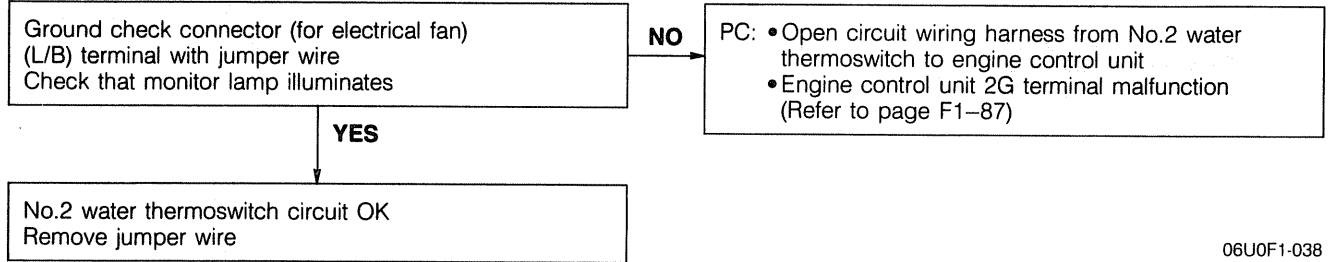 Ground check connector (for electrical fan)
(L/B) terminal with jumper wire
Check that monitor lamp illuminates
NO
PC: • Open circuit wiring harness from No.2 water
thermoswitch to engine control unit
• Engine control unit 2G terminal malfunction
(Refer to page F1–87)
YES
No.2 water thermoswitch circuit OK
Remove jumper wire
06U0F1-038